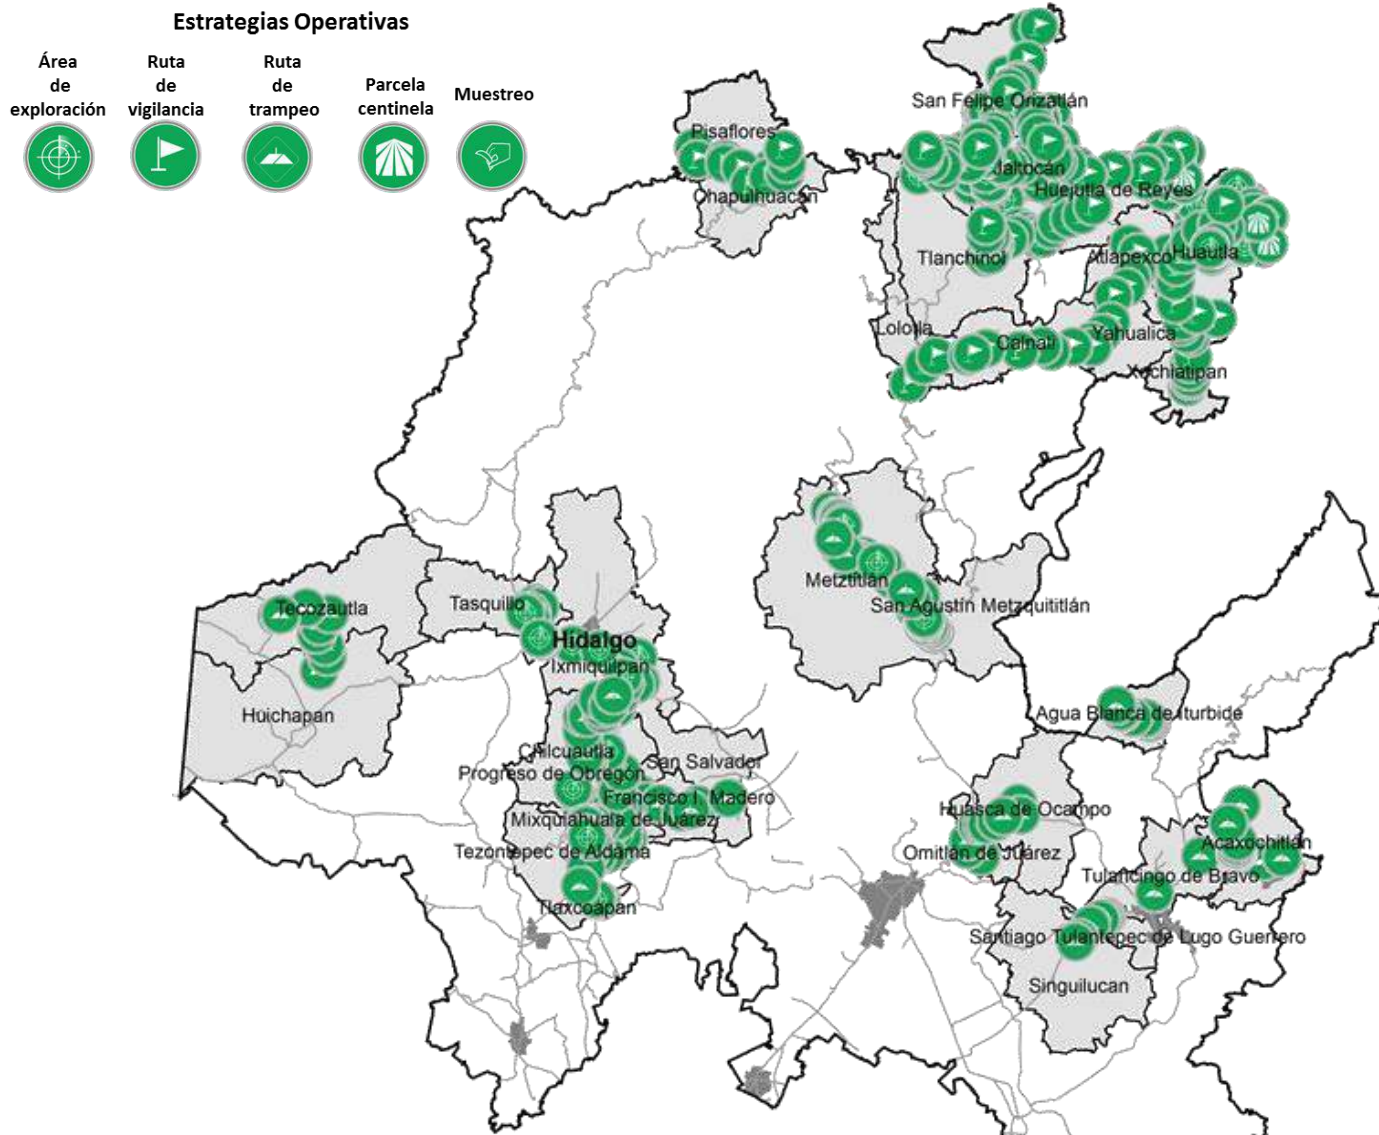 Estrategias Operativas
Área
de
exploración
Ruta
de
vigilancia
Ruta
de
trampeo
Parcela
centinela
Muestreo
San Felipe Orizatlán
Pisaflores
Jaltocán
Huejutla de Reyes
Chapulhuacán
Tlanchinol
Atlapexco
Huautla
Lolotla
Calnali
Yahualica
Xochiatipan
Metztitlán
San Agustín Metzquititlán
Tecozautla
Tasquillo
Hidalgo
Ixmiquilpan
Huichapan
Agua Blanca de Iturbide
Chilcuautla
San Salvador
Progreso de Obregón
Francisco I. Madero
Mixquiahuala de Juárez
Tezontepec de Aldama
Tlaxcoapan
Huasca de Ocampo
Omitlán de Juárez
Acaxochitlán
Tulancingo de Bravo
Santiago Tulantepec de Lugo Guerrero
Singuilucan